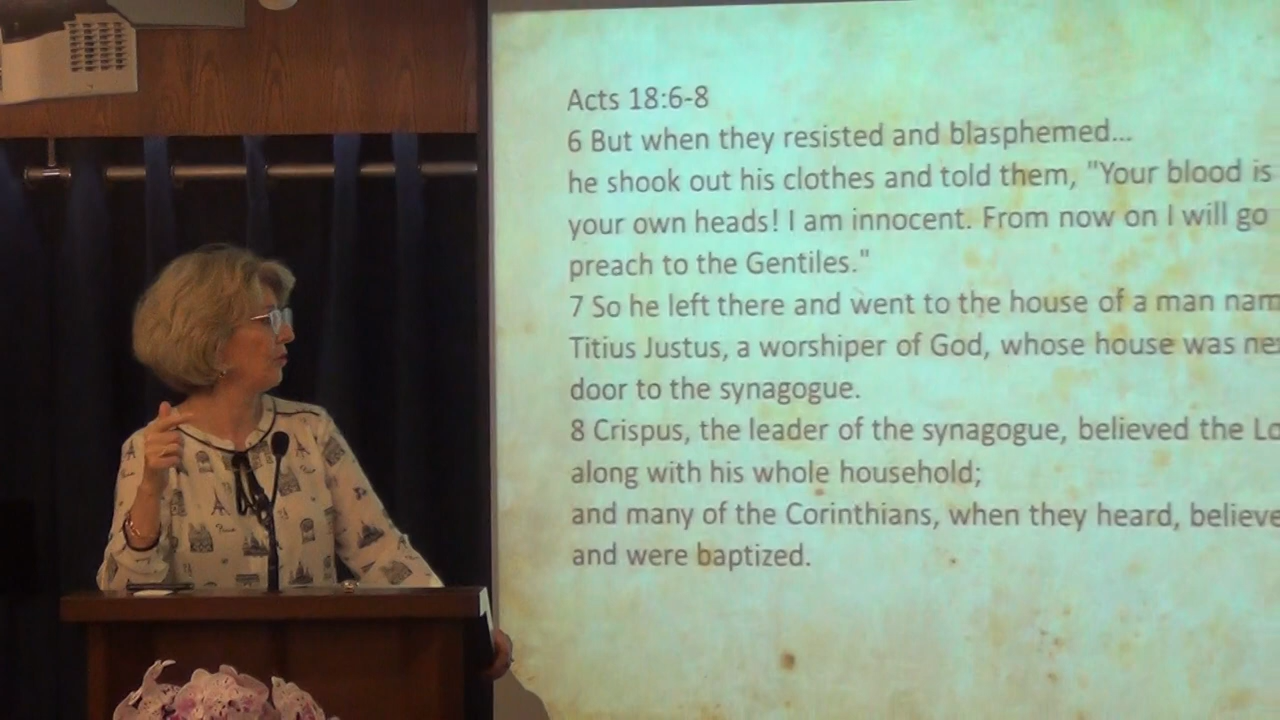 Acts 18:6-8
6 But when they resisted and blasphemed...
he shook out his clothes and told them, "Your blood is
your own heads! I am innocent. From now on I will go
preach to the Gentiles."
7 So he left there and went to the house of a man
Titius Justus, a worshiper of God, whose house was
door to the synagogue.
8 Crispus, the leader of the synagogue, believed the
along with his whole household;
and many of the Corinthians, when they heard,
and were baptized.